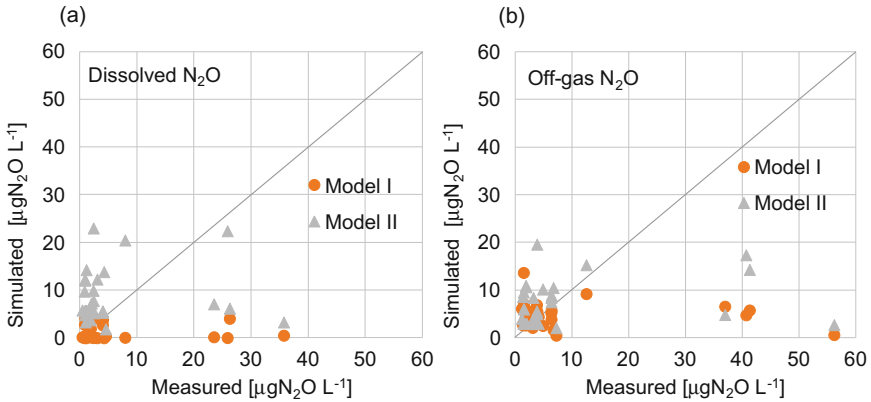 (a)
Dissolved N₂O
60
50
40
30
20
10
0
Simulated [µgN₂O L⁻¹]
Model I
Model II
0 10 20 30 40 50 60
Measured [µgN₂O L⁻¹]
(b)
Off-gas N₂O
60
50
40
30
20
10
0
Simulated [µgN₂O L⁻¹]
Model I
Model II
0 10 20 30 40 50 60
Measured [µgN₂O L⁻¹]